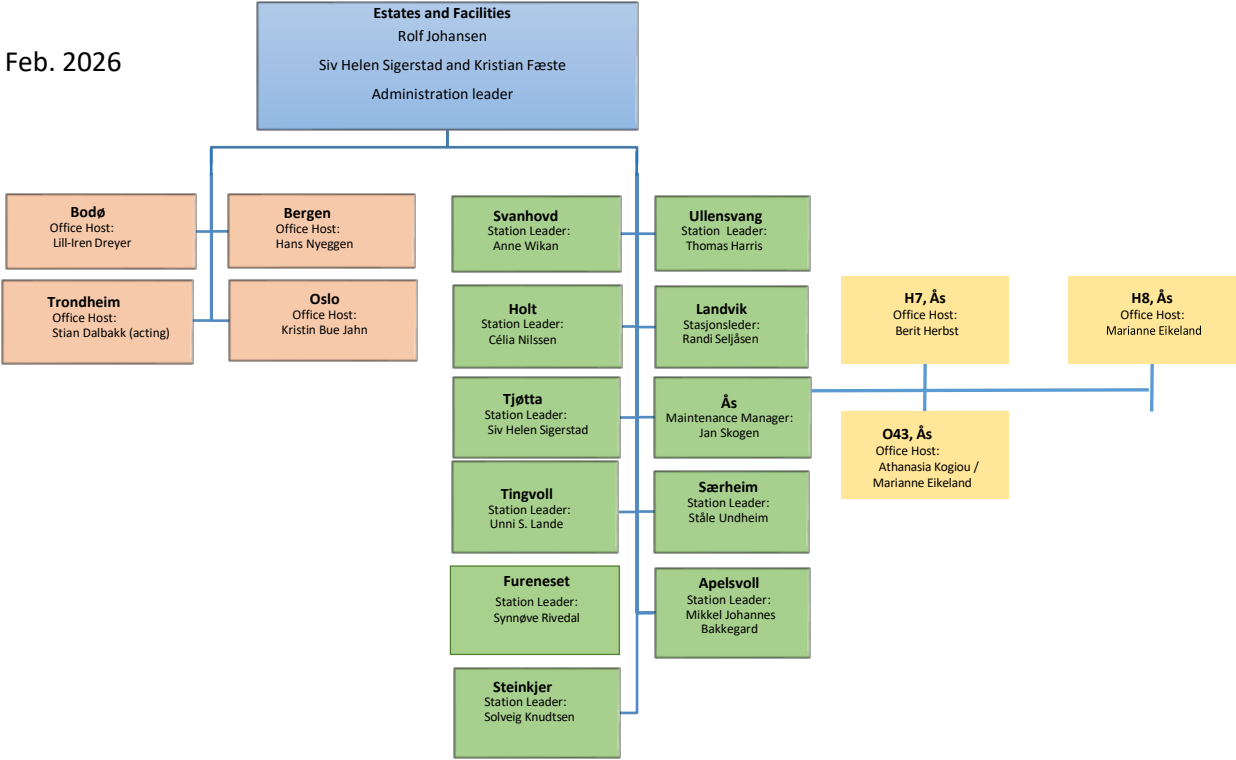 Estates and Facilities
Rolf Johansen
Siv Helen Sigerstad and Kristian Fæste
Administration leader
Feb. 2026
Bodø
Office Host:
Lill-Iren Dreyer
Bergen
Office Host:
Hans Nyeggen
Trondheim
Office Host:
Stian Dalbakk (acting)
Oslo
Office Host:
Kristin Bue Jahn
Svanhovd
Station Leader:
Anne Wikan
Ullensvang
Station Leader:
Thomas Harris
Holt
Station Leader:
Célia Nilssen
Landvik
Stasjonsleder:
Randi Seljåsen
Tjøtta
Station Leader:
Siv Helen Sigerstad
Ås
Maintenance Manager:
Jan Skogen
Tingvoll
Station Leader:
Unni S. Lande
Særheim
Station Leader:
Ståle Undheim
Fureneset
Station Leader:
Synnøve Rivedal
Apelsvoll
Station Leader:
Mikkel Johannes
Bakkegard
Steinkjer
Station Leader:
Solveig Knudtsen
H7, Ås
Office Host:
Berit Herbst
H8, Ås
Office Host:
Marianne Eikeland
O43, Ås
Office Host:
Athanasia Kogiou /
Marianne Eikeland